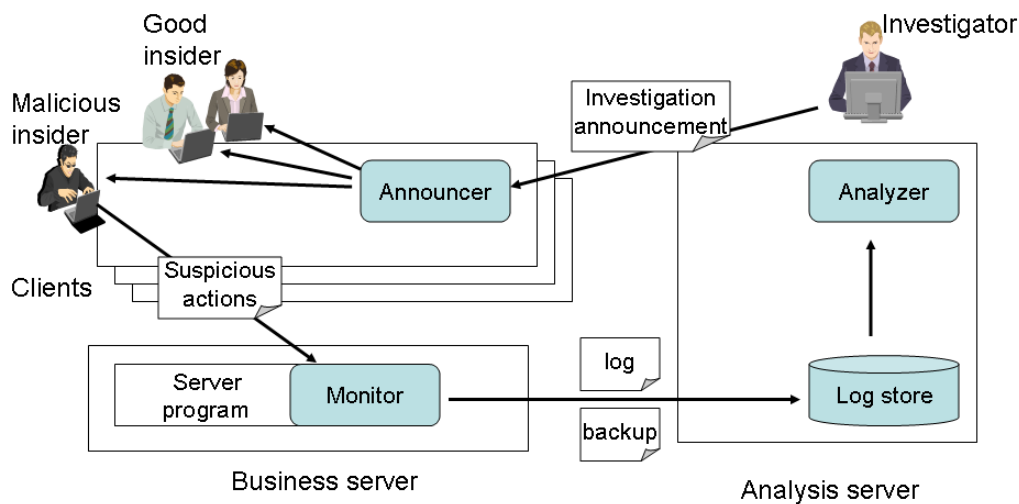 Good
insider
Investigator
Malicious
insider
Investigation
announcement
Announcer
Analyzer
Clients
Suspicious
actions
Server
program
Monitor
log
backup
Log store
Business server
Analysis server